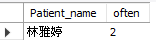 Patient_name often
林雅婷 2